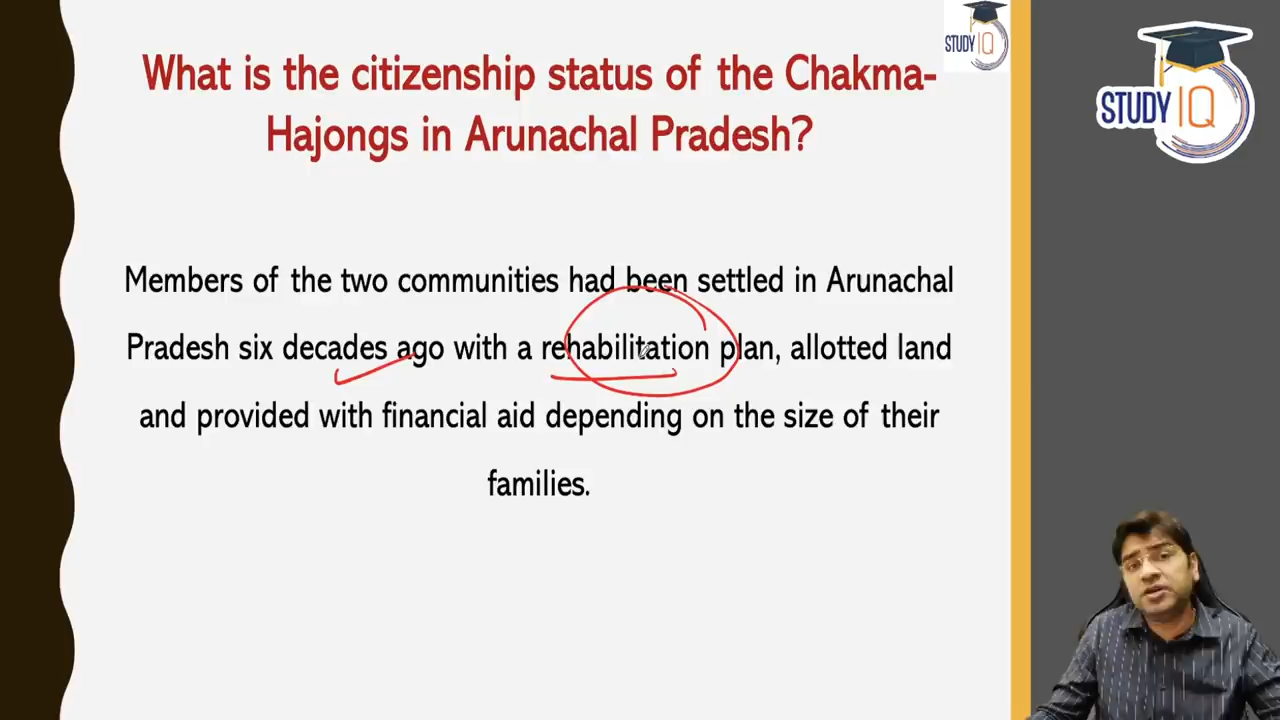 STUDY IQ
What is the citizenship status of the Chakma-
Hajongs in Arunachal Pradesh?
STUDY IQ
Members of the two communities had been settled in Arunachal
Pradesh six decades ago with a rehabilitation plan, allotted land
and provided with financial aid depending on the size of their
families.